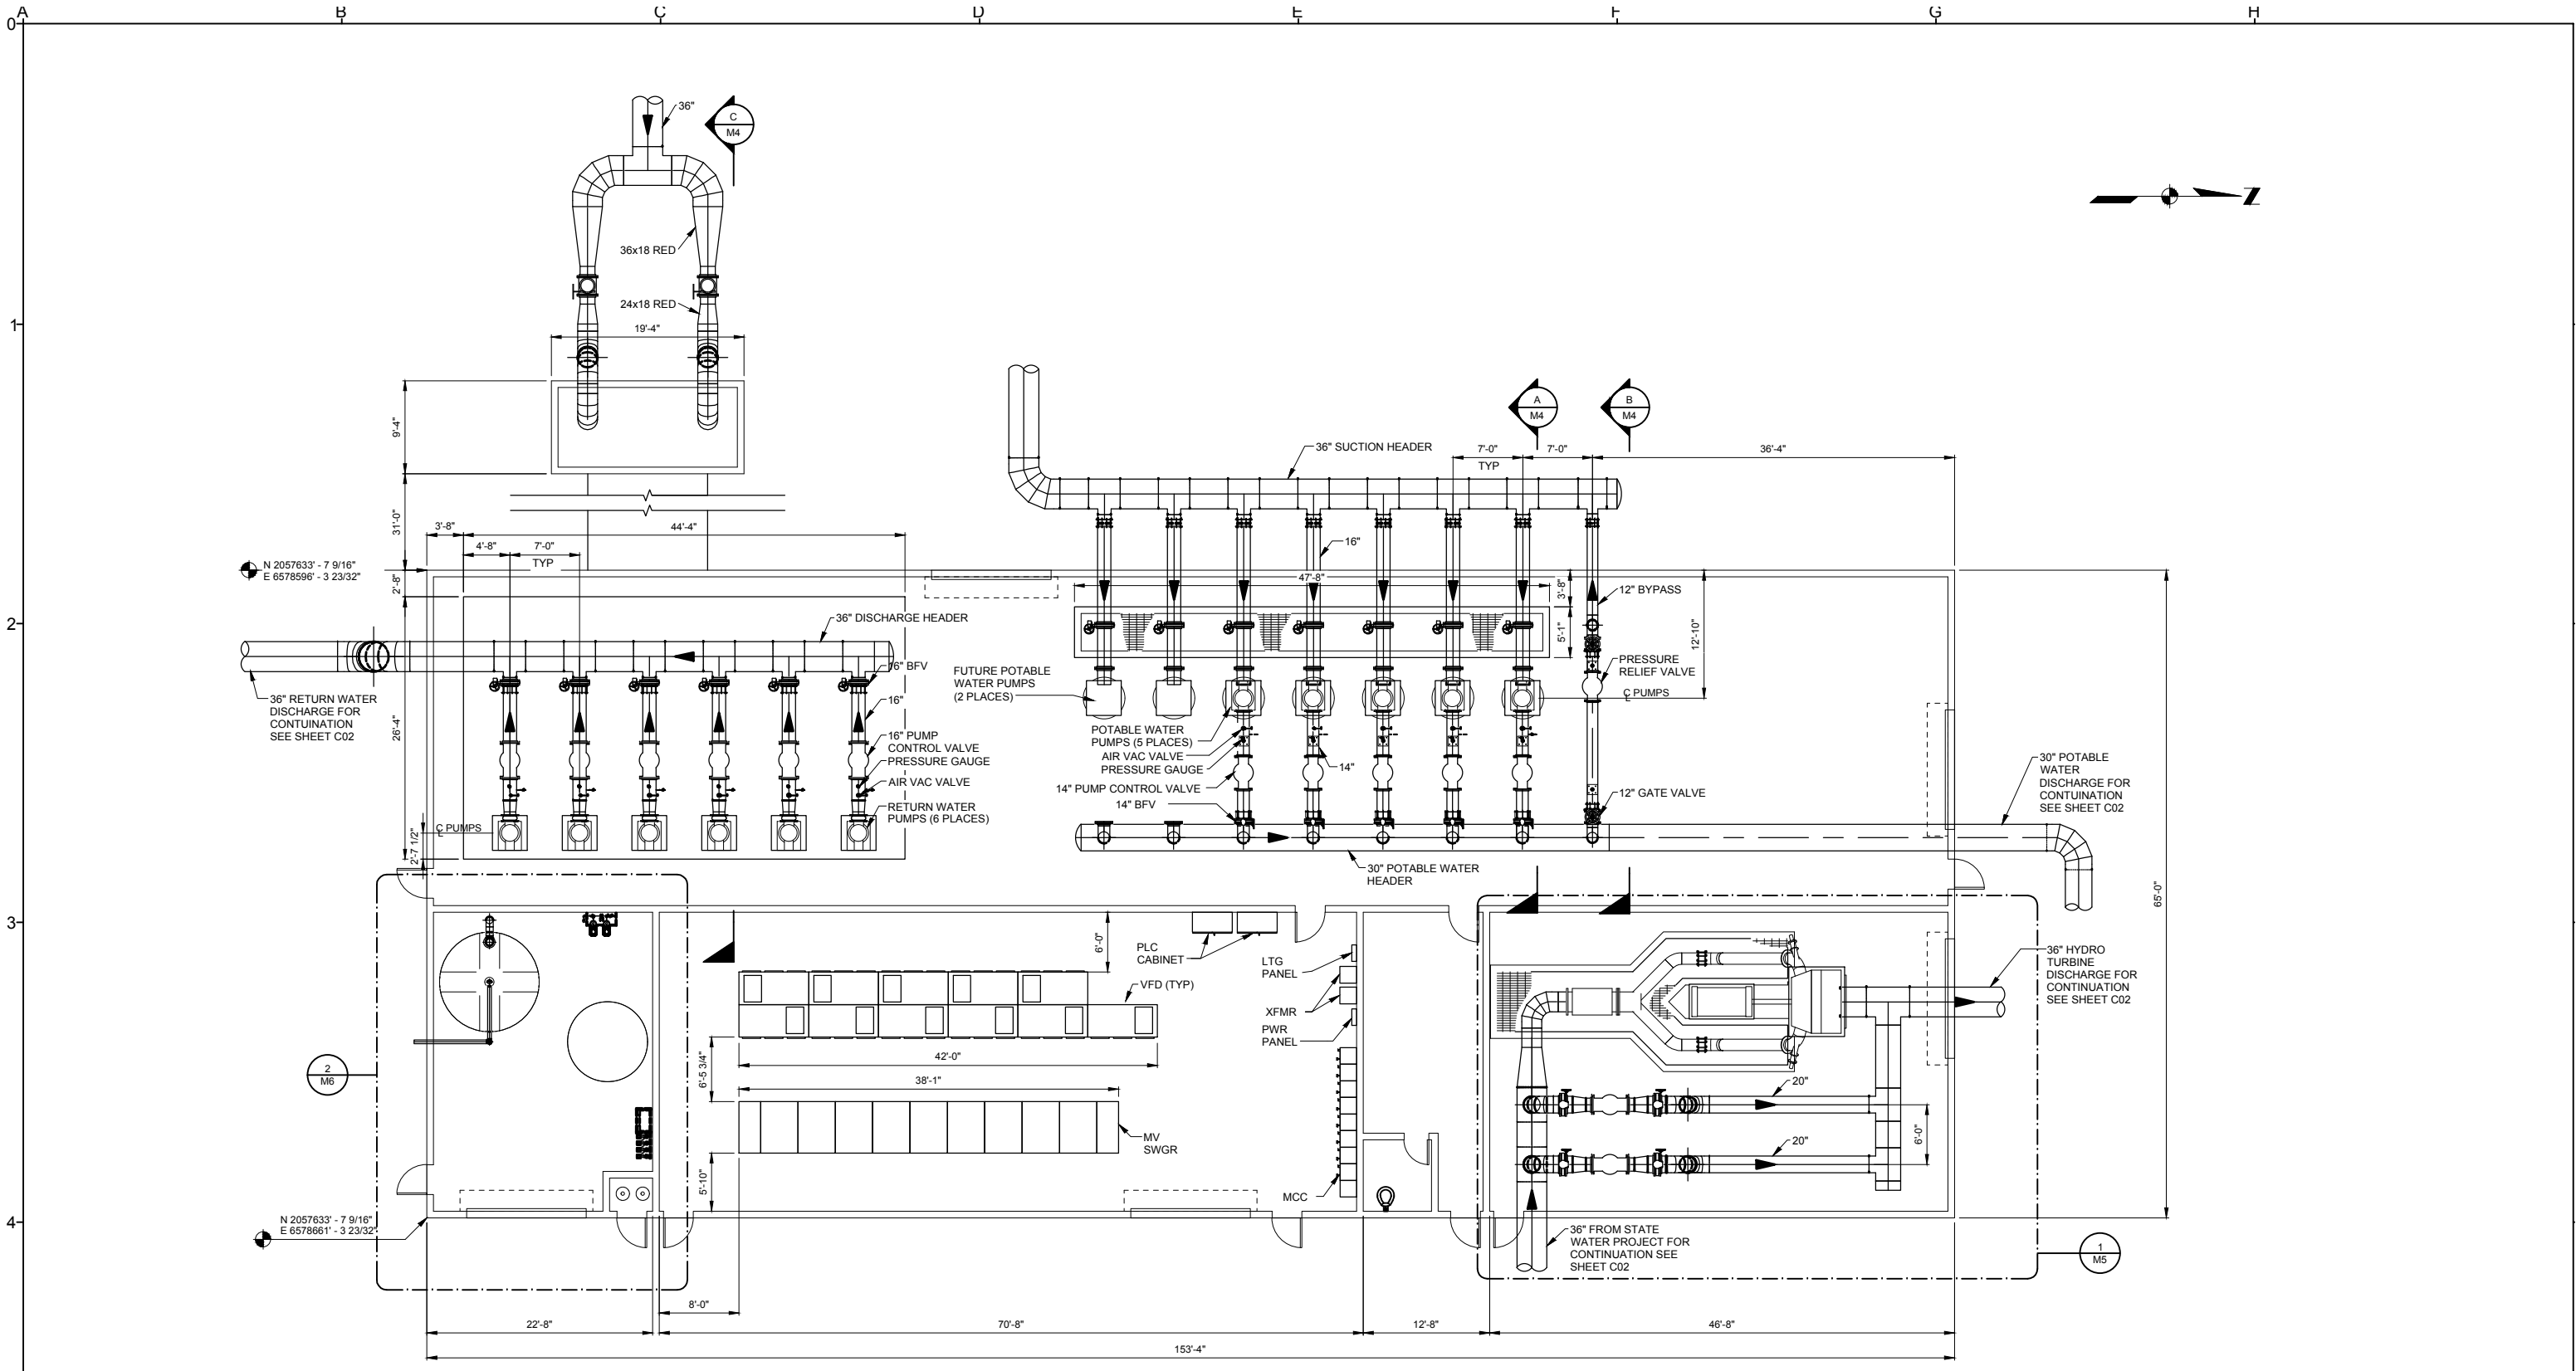 A B C D E F G H
0
36"
C
M4
Z
36x18 RED
24x18 RED
1
19'-4"
9'-4"
A
M4
B
M4
36" SUCTION HEADER
7'-0"
TYP
7'-0"
36'-4"
31'-0"
3'-8"
44'-4"
4'-8"
7'-0"
TYP
16"
N 2057633' - 7 9/16"
E 6578596' - 3 23/32"
2'-8"
47'-8"
3'-8"
12" BYPASS
2
36" DISCHARGE HEADER
5'-1"
12'-10"
16" BFV
FUTURE POTABLE
WATER PUMPS
(2 PLACES)
PRESSURE
RELIEF VALVE
℄ PUMPS
36" RETURN WATER
DISCHARGE FOR
CONTUINATION
SEE SHEET C02
26'-4"
16"
16" PUMP
CONTROL VALVE
PRESSURE GAUGE
AIR VAC VALVE
RETURN WATER
PUMPS (6 PLACES)
POTABLE WATER
PUMPS (5 PLACES)
AIR VAC VALVE
PRESSURE GAUGE
14"
14" PUMP CONTROL VALVE
14" BFV
12" GATE VALVE
30" POTABLE
WATER
DISCHARGE FOR
CONTUINATION
SEE SHEET C02
℄ PUMPS
2'-7 1/2"
30" POTABLE WATER
HEADER
65'-0"
3
6'-0"
PLC
CABINET
LTG
PANEL
36" HYDRO
TURBINE
DISCHARGE FOR
CONTINUATION
SEE SHEET C02
VFD (TYP)
XFMR
PWR
PANEL
42'-0"
2
M6
6'-5 3/4"
38'-1"
20"
MV
SWGR
20"
6'-0"
5'-10"
MCC
4
N 2057633' - 7 9/16"
E 6578661' - 3 23/32"
36" FROM STATE
WATER PROJECT FOR
CONTINUATION SEE
SHEET C02
1
M5
8'-0"
22'-8"
70'-8"
12'-8"
46'-8"
153'-4"